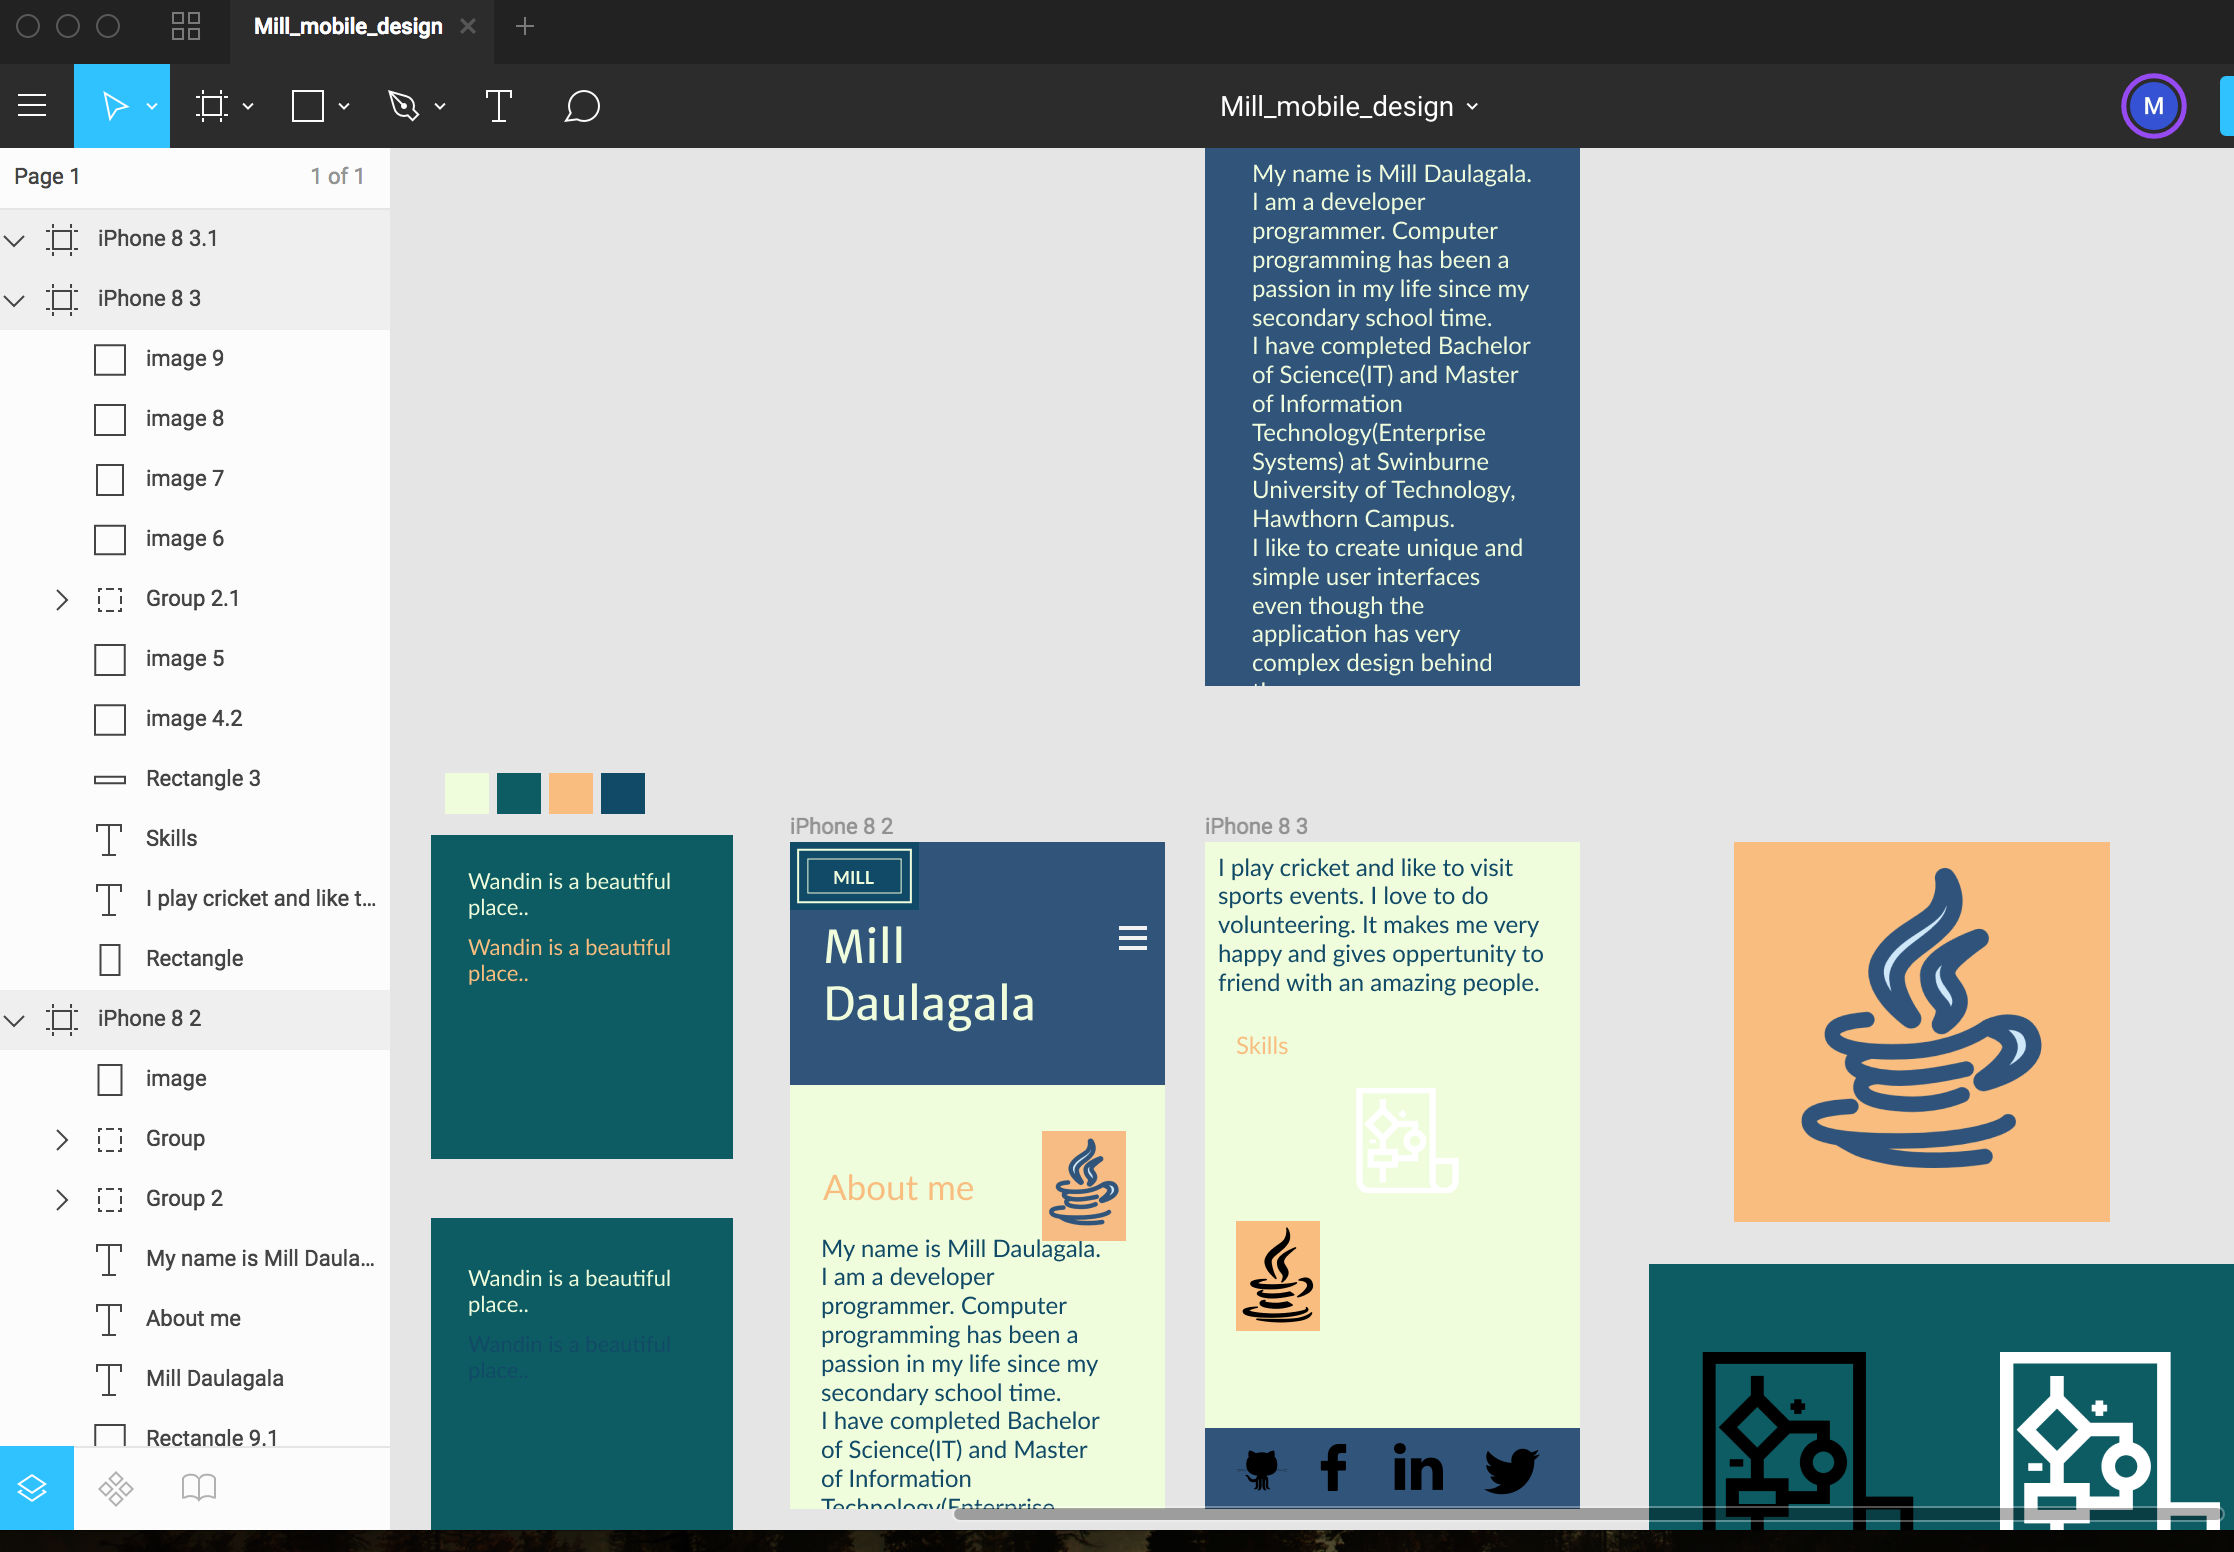 Mill_mobile_design
Mill_mobile_design
M
Page 1
1 of 1
iPhone 8 3.1
iPhone 8 3
image 9
image 8
image 7
image 6
Group 2.1
image 5
image 4.2
Rectangle 3
Skills
I play cricket and like t...
Rectangle
iPhone 8 2
image
Group
Group 2
My name is Mill Daula...
About me
Mill Daulagala
Rectangle 9.1
My name is Mill Daulagala.
I am a developer
programmer. Computer
programming has been a
passion in my life since my
secondary school time.
I have completed Bachelor
of Science(IT) and Master
of Information
Technology(Enterprise
Systems) at Swinburne
University of Technology,
Hawthorn Campus.
I like to create unique and
simple user interfaces
even though the
application has very
complex design behind
Wandin is a beautiful
place..
Wandin is a beautiful
place..
Wandin is a beautiful
place..
Wandin is a beautiful
place..
iPhone 8 2
MILL
Mill
Daulagala
About me
My name is Mill Daulagala.
I am a developer
programmer. Computer
programming has been a
passion in my life since my
secondary school time.
I have completed Bachelor
of Science(IT) and Master
of Information
Technology(Enterprise
iPhone 8 3
I play cricket and like to visit
sports events. I love to do
volunteering. It makes me very
happy and gives oppertunity to
friend with an amazing people.
Skills
in